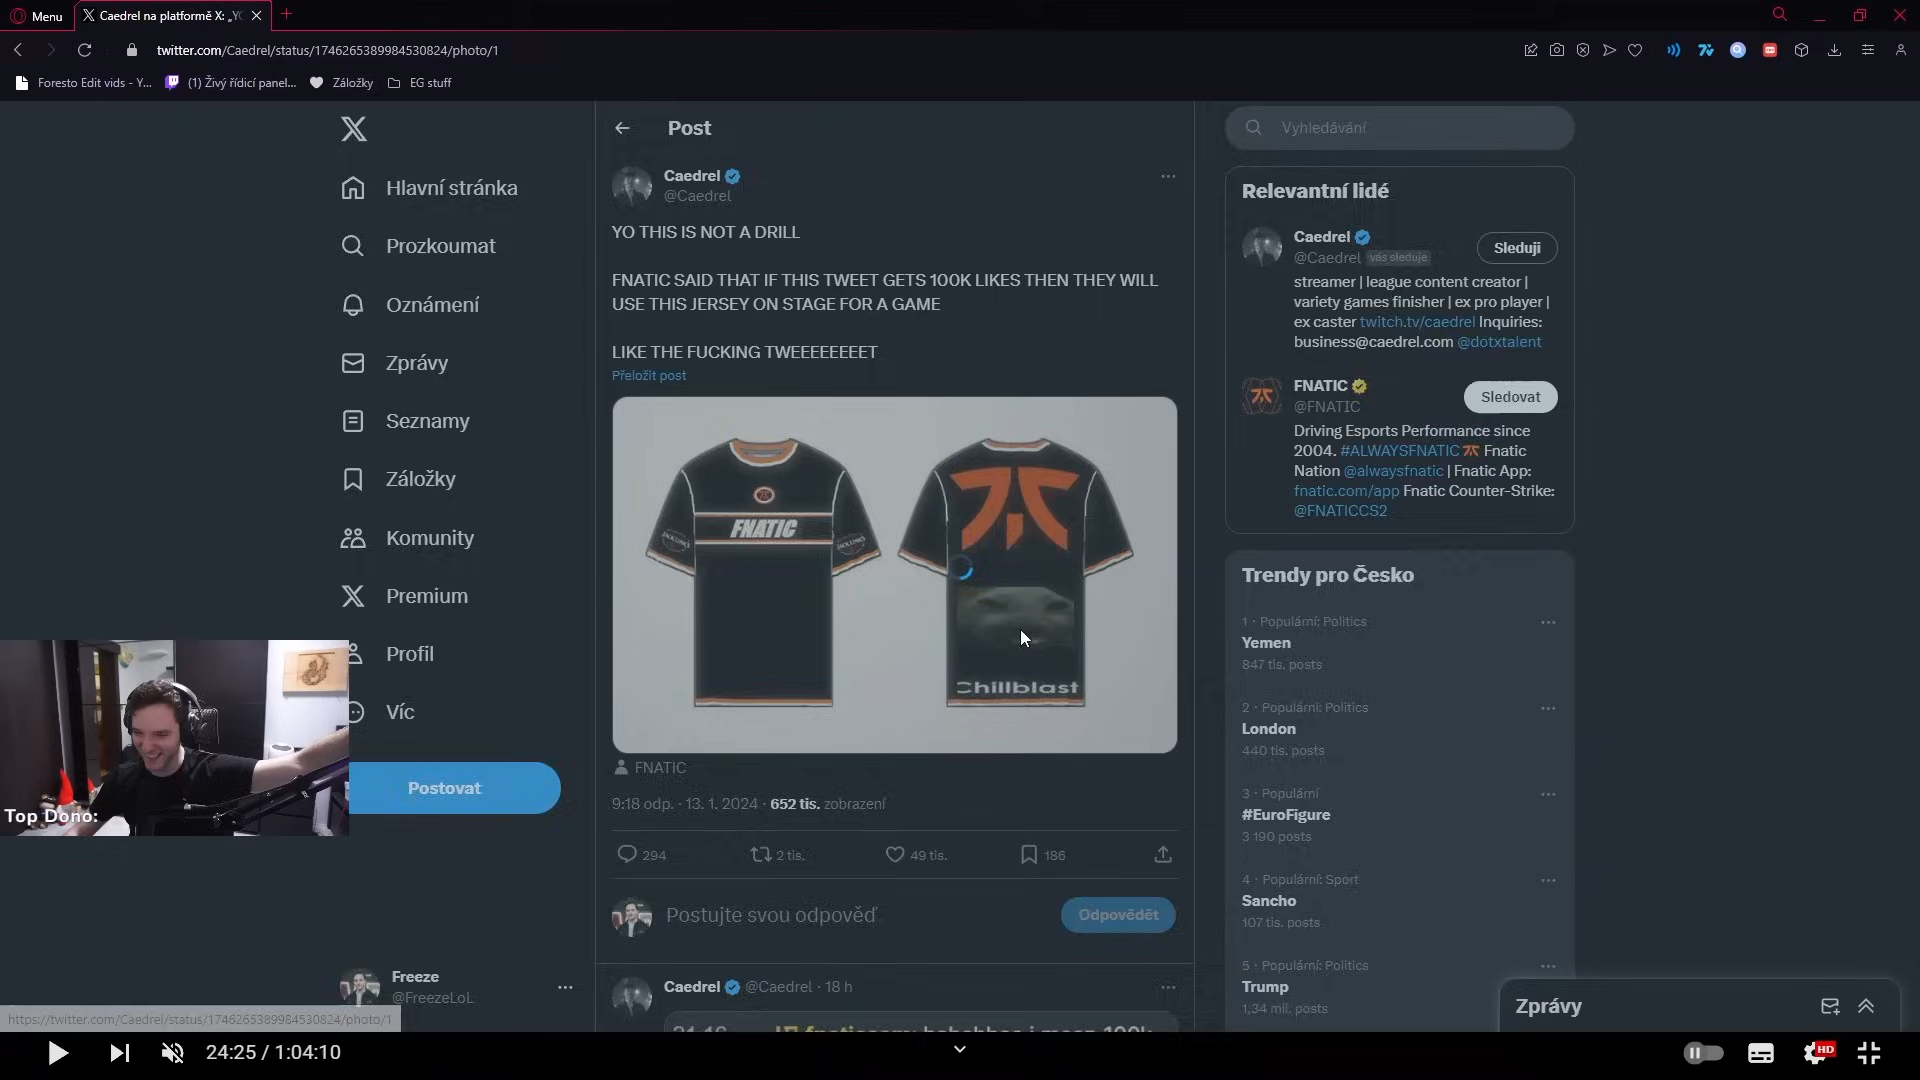 Menu
Caedrel na platformě X: „YO
twitter.com/Caedrel/status/1746265389984530824/photo/1
Foresto Edit vids - Y...
(1) Živý řídicí panel...
Záložky
EG stuff
Hlavní stránka
Prozkoumat
Oznámení
Zprávy
Seznamy
Záložky
Komunity
Premium
Profil
Víc
Postovat
Top Dono:
Freeze
@FreezeLoL
https://twitter.com/Caedrel/status/1746265389984530824/photo/1
Post
Caedrel
@Caedrel
YO THIS IS NOT A DRILL
FNATIC SAID THAT IF THIS TWEET GETS 100K LIKES THEN THEY WILL
USE THIS JERSEY ON STAGE FOR A GAME
LIKE THE FUCKING TWEEEEEEEET
Přeložit post
FNATIC
JACK LINK'S
JACK LINK'S
Chillblast
FNATIC
9:18 odp. · 13. 1. 2024 · 652 tis. zobrazení
294
2 tis.
49 tis.
186
Postujte svou odpověď
Odpovědět
Caedrel @Caedrel · 18 h
Vyhledávání
Relevantní lidé
Caedrel
@Caedrel vás sleduje
Sleduji
streamer | league content creator |
variety games finisher | ex pro player |
ex caster twitch.tv/caedrel Inquiries:
business@caedrel.com @dotxtalent
FNATIC
@FNATIC
Sledovat
Driving Esports Performance since
2004. #ALWAYSFNATIC Fnatic
Nation @alwaysfnatic | Fnatic App:
fnatic.com/app Fnatic Counter-Strike:
@FNATICCS2
Trendy pro Česko
1 · Populární: Politics
Yemen
847 tis. posts
2 · Populární: Politics
London
440 tis. posts
3 · Populární
#EuroFigure
3 190 posts
4 · Populární: Sport
Sancho
107 tis. posts
5 · Populární: Politics
Trump
1,34 mil. posts
Zprávy
24:25 / 1:04:10
HD